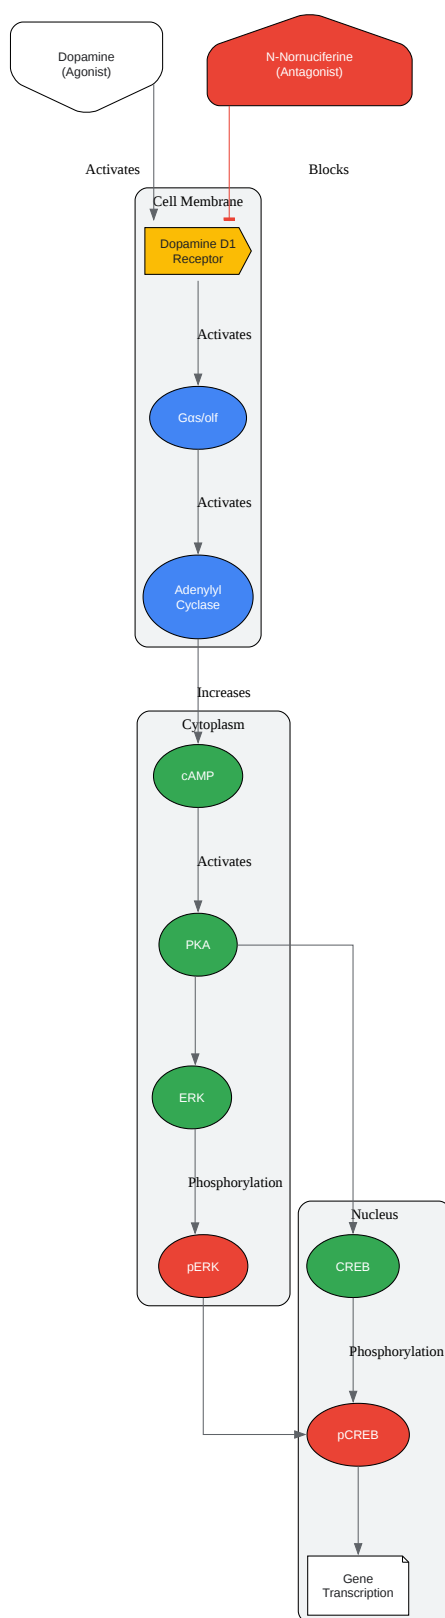 Dopamine
(Agonist)
N-Nornuciferine
(Antagonist)
Activates
Blocks
Cell Membrane
Dopamine D1
Receptor
Activates
Gαs/olf
Activates
Adenylyl
Cyclase
Increases
Cytoplasm
cAMP
Activates
PKA
ERK
Phosphorylation
Nucleus
pERK
CREB
Phosphorylation
pCREB
Gene
Transcription